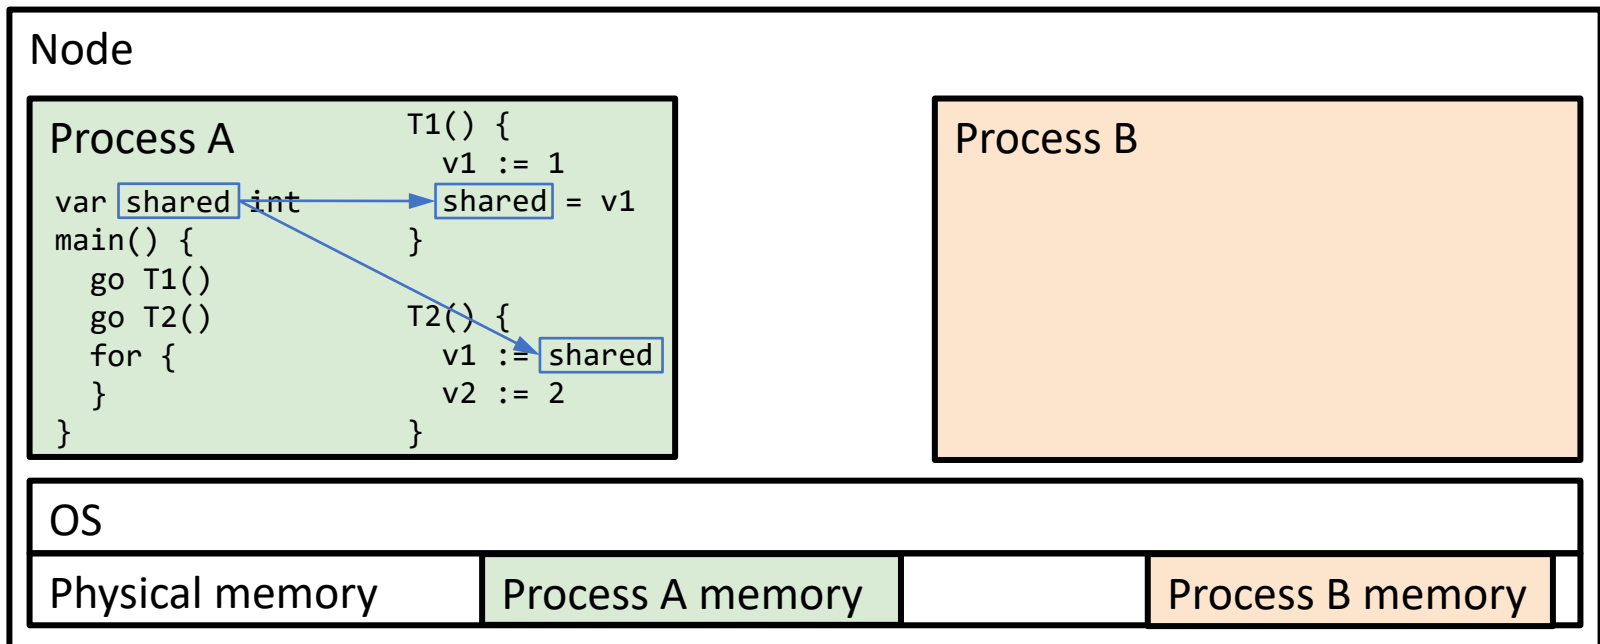 Node
Process A
var shared int
main() {
  go T1()
  go T2()
  for {
  }
}
T1() {
  v1 := 1
  shared = v1
}
T2() {
  v1 := shared
  v2 := 2
}
Process B
OS
Physical memory
Process A memory
Process B memory